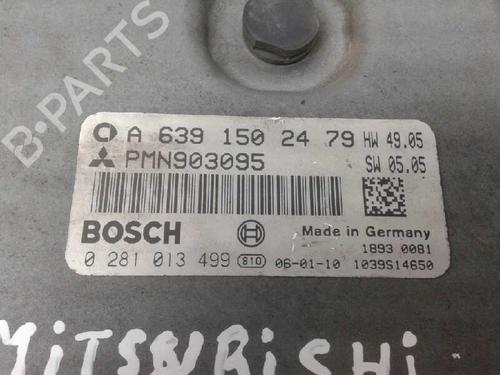 B-PARTS
A 639 150 24 79 HW 49.05
PMN903095 SW 05.05
BOSCH Made in Germany
1893 0081
0 281 013 499 810 06-01-10 1039S14650
MiTSUBiSHi